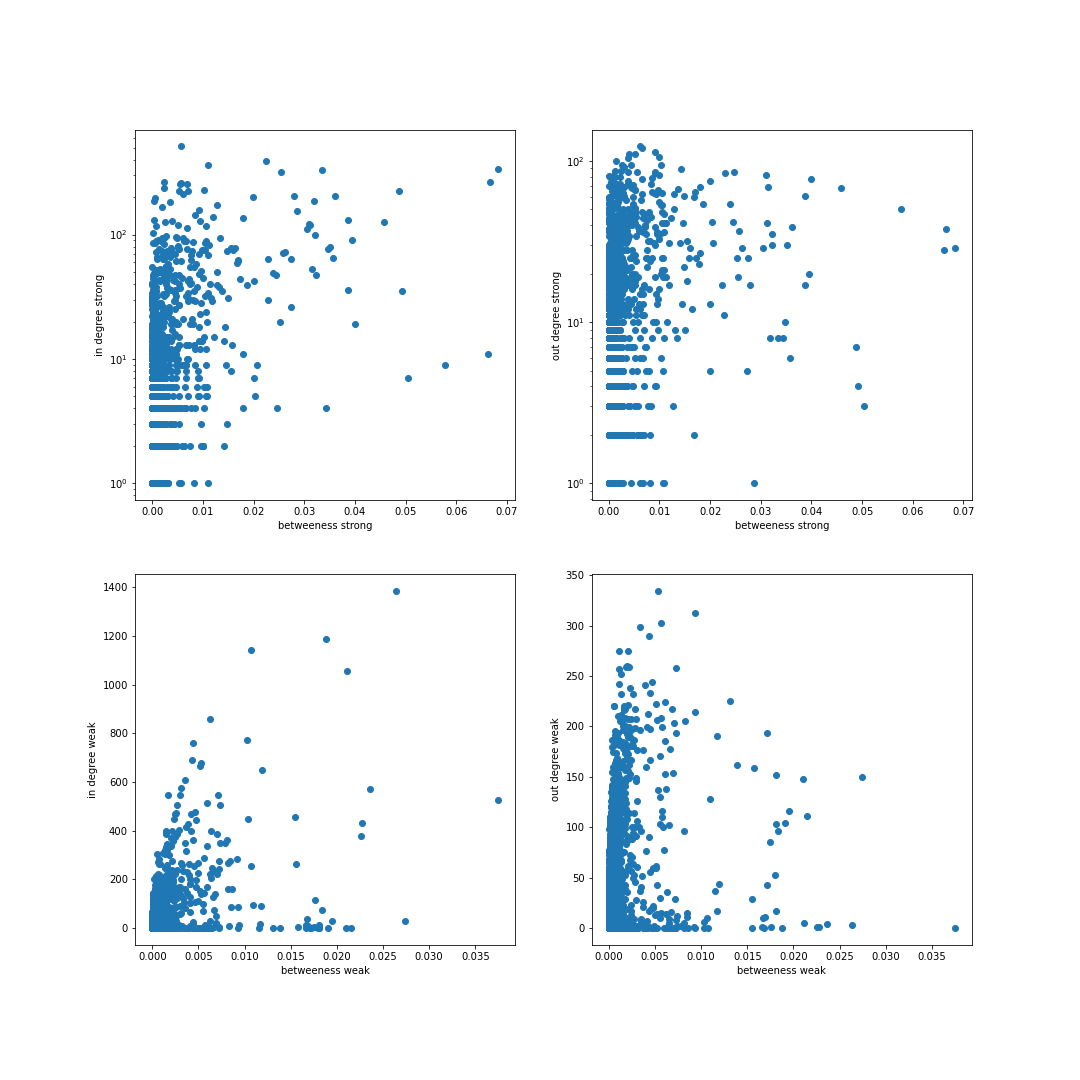 in degree strong
10² 10¹ 10⁰
0.00 0.01 0.02 0.03 0.04 0.05 0.06 0.07
betweeness strong
out degree strong
10² 10¹ 10⁰
0.00 0.01 0.02 0.03 0.04 0.05 0.06 0.07
betweeness strong
in degree weak
1400 1200 1000 800 600 400 200 0
0.000 0.005 0.010 0.015 0.020 0.025 0.030 0.035
betweeness weak
out degree weak
350 300 250 200 150 100 50 0
0.000 0.005 0.010 0.015 0.020 0.025 0.030 0.035
betweeness weak